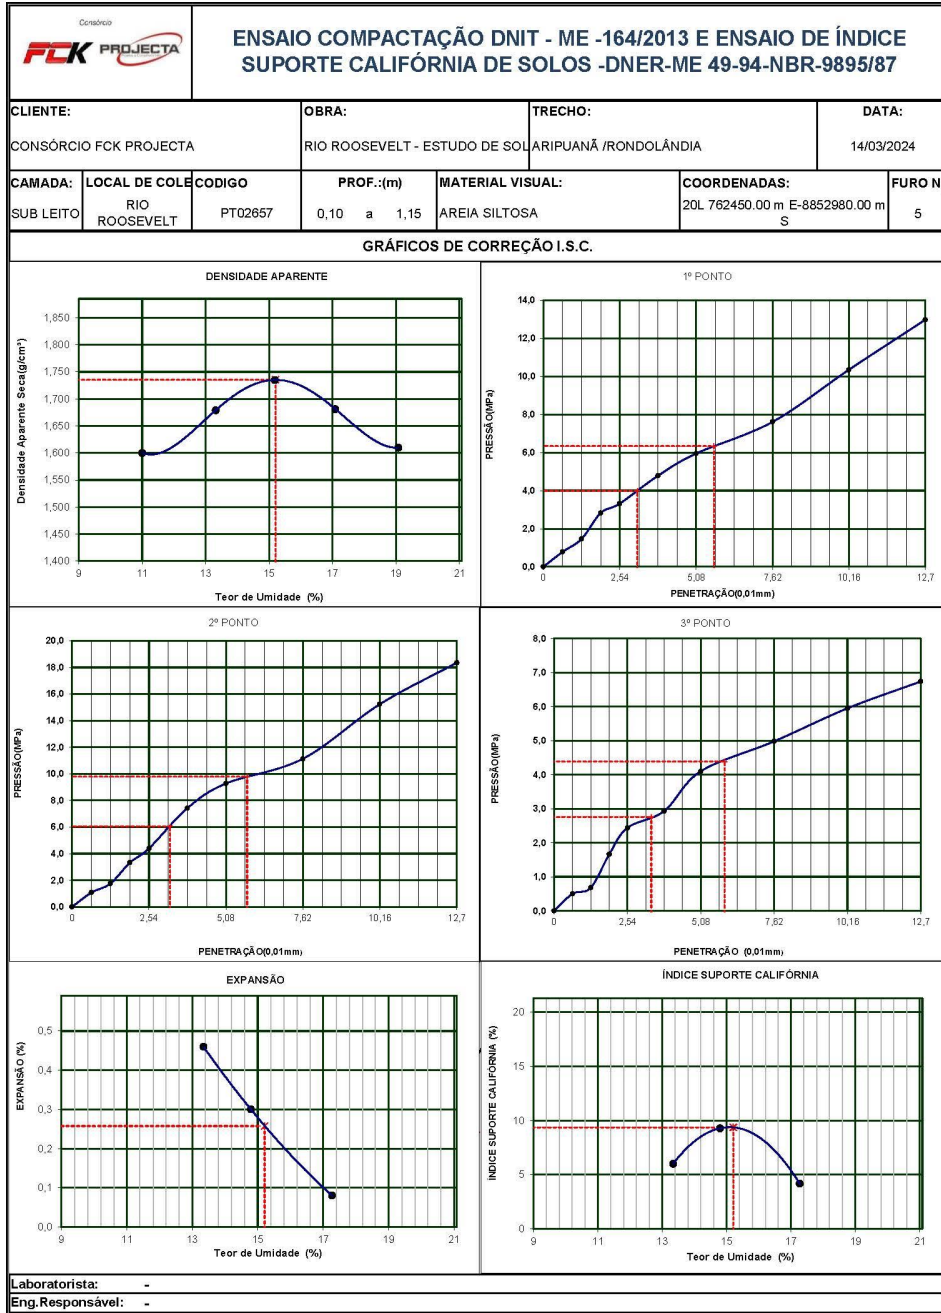 Consórcio
FCK PROJECTA
ENSAIO COMPACTAÇÃO DNIT - ME -164/2013 E ENSAIO DE ÍNDICE
SUPORTE CALIFÓRNIA DE SOLOS -DNER-ME 49-94-NBR-9895/87
CLIENTE: OBRA: TRECHO: DATA:
CONSÓRCIO FCK PROJECTA RIO ROOSEVELT - ESTUDO DE SOL ARIPUANÃ /RONDOLÂNDIA 14/03/2024
CAMADA: LOCAL DE COLE CODIGO PROF.:(m) MATERIAL VISUAL: COORDENADAS: FURO N
SUB LEITO RIO ROOSEVELT PT02657 0,10 a 1,15 AREIA SILTOSA 20L 762450.00 m E-8852980.00 m S 5
GRÁFICOS DE CORREÇÃO I.S.C.
DENSIDADE APARENTE
Densidade Aparente Seca(g/cm³)
1,850
1,800
1,750
1,700
1,650
1,600
1,550
1,500
1,450
1,400
9 11 13 15 17 19 21
Teor de Umidade (%)
1º PONTO
PRESSÃO(MPa)
14,0
12,0
10,0
8,0
6,0
4,0
2,0
0,0
0 2,54 5,08 7,62 10,16 12,7
PENETRAÇÃO(0,01mm)
2º PONTO
PRESSÃO(MPa)
20,0
18,0
16,0
14,0
12,0
10,0
8,0
6,0
4,0
2,0
0,0
0 2,54 5,08 7,62 10,16 12,7
PENETRAÇÃO(0,01mm)
3º PONTO
PRESSÃO(MPa)
8,0
7,0
6,0
5,0
4,0
3,0
2,0
1,0
0,0
0 2,54 5,08 7,62 10,16 12,7
PENETRAÇÃO (0,01mm)
EXPANSÃO
EXPANSÃO (%)
0,5
0,4
0,3
0,2
0,1
0,0
9 11 13 15 17 19 21
Teor de Umidade (%)
ÍNDICE SUPORTE CALIFÓRNIA
ÍNDICE SUPORTE CALIFÓRNIA (%)
20
15
10
5
0
9 11 13 15 17 19 21
Teor de Umidade (%)
Laboratorista: -
Eng.Responsável: -